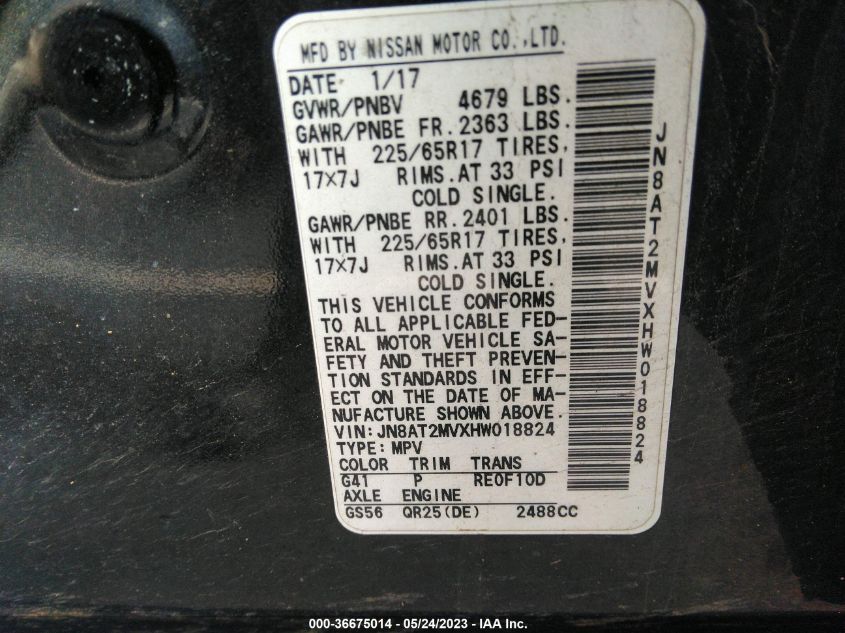 MFD BY NISSAN MOTOR CO.,LTD.
DATE 1/17
GVWR/PNBV 4679 LBS.
GAWR/PNBE FR.2363 LBS.
WITH 225/65R17 TIRES,
17×7J RIMS.AT 33 PSI
COLD SINGLE.
GAWR/PNBE RR.2401 LBS.
WITH 225/65R17 TIRES,
17×7J RIMS.AT 33 PSI
COLD SINGLE.
THIS VEHICLE CONFORMS
TO ALL APPLICABLE FED-
ERAL MOTOR VEHICLE SA-
FETY AND THEFT PREVEN-
TION STANDARDS IN EFF-
ECT ON THE DATE OF MA-
NUFACTURE SHOWN ABOVE.
VIN:JN8AT2MVXHW018824
TYPE:MPV
COLOR TRIM TRANS
G41 P RE0F10D
AXLE ENGINE
GS56 QR25(DE) 2488CC
JN8AT2MVXHW018824
000-36675014 - 05/24/2023 - IAA Inc.